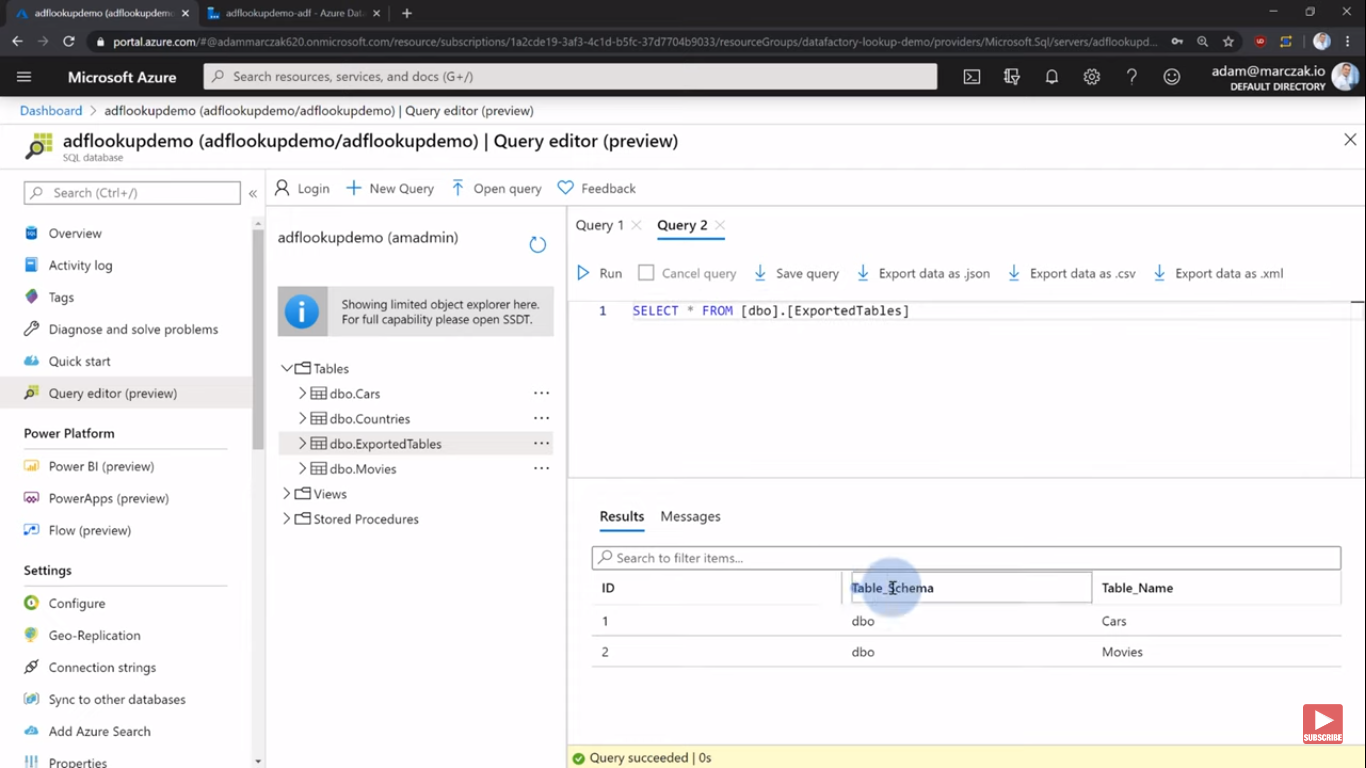 adflookupdemo (adflookupdemo
adflookupdemo-adf - Azure Dat
portal.azure.com/#@adammarczak620.onmicrosoft.com/resource/subscriptions/1a2cde19-3af3-4c1d-b5fc-37d7704b9033/resourceGroups/datafactory-lookup-demo/providers/Microsoft.Sql/servers/adflookupd...
Microsoft Azure
Search resources, services, and docs (G+/)
adam@marczak.io
DEFAULT DIRECTORY
Dashboard > adflookupdemo (adflookupdemo/adflookupdemo) | Query editor (preview)
adflookupdemo (adflookupdemo/adflookupdemo) | Query editor (preview)
SQL database
Search (Ctrl+/)
«
Overview
Activity log
Tags
Diagnose and solve problems
Quick start
Query editor (preview)
Power Platform
Power BI (preview)
PowerApps (preview)
Flow (preview)
Settings
Configure
Geo-Replication
Connection strings
Sync to other databases
Add Azure Search
Properties
Login
New Query
Open query
Feedback
adflookupdemo (amadmin)
Showing limited object explorer here.
For full capability please open SSDT.
Tables
dbo.Cars ...
dbo.Countries ...
dbo.ExportedTables ...
dbo.Movies ...
Views
Stored Procedures
Query 1
Query 2
Run
Cancel query
Save query
Export data as .json
Export data as .csv
Export data as .xml
1 SELECT * FROM [dbo].[ExportedTables]
Results
Messages
Search to filter items...
ID Table_Schema Table_Name
1 dbo Cars
2 dbo Movies
SUBSCRIBE
Query succeeded | 0s